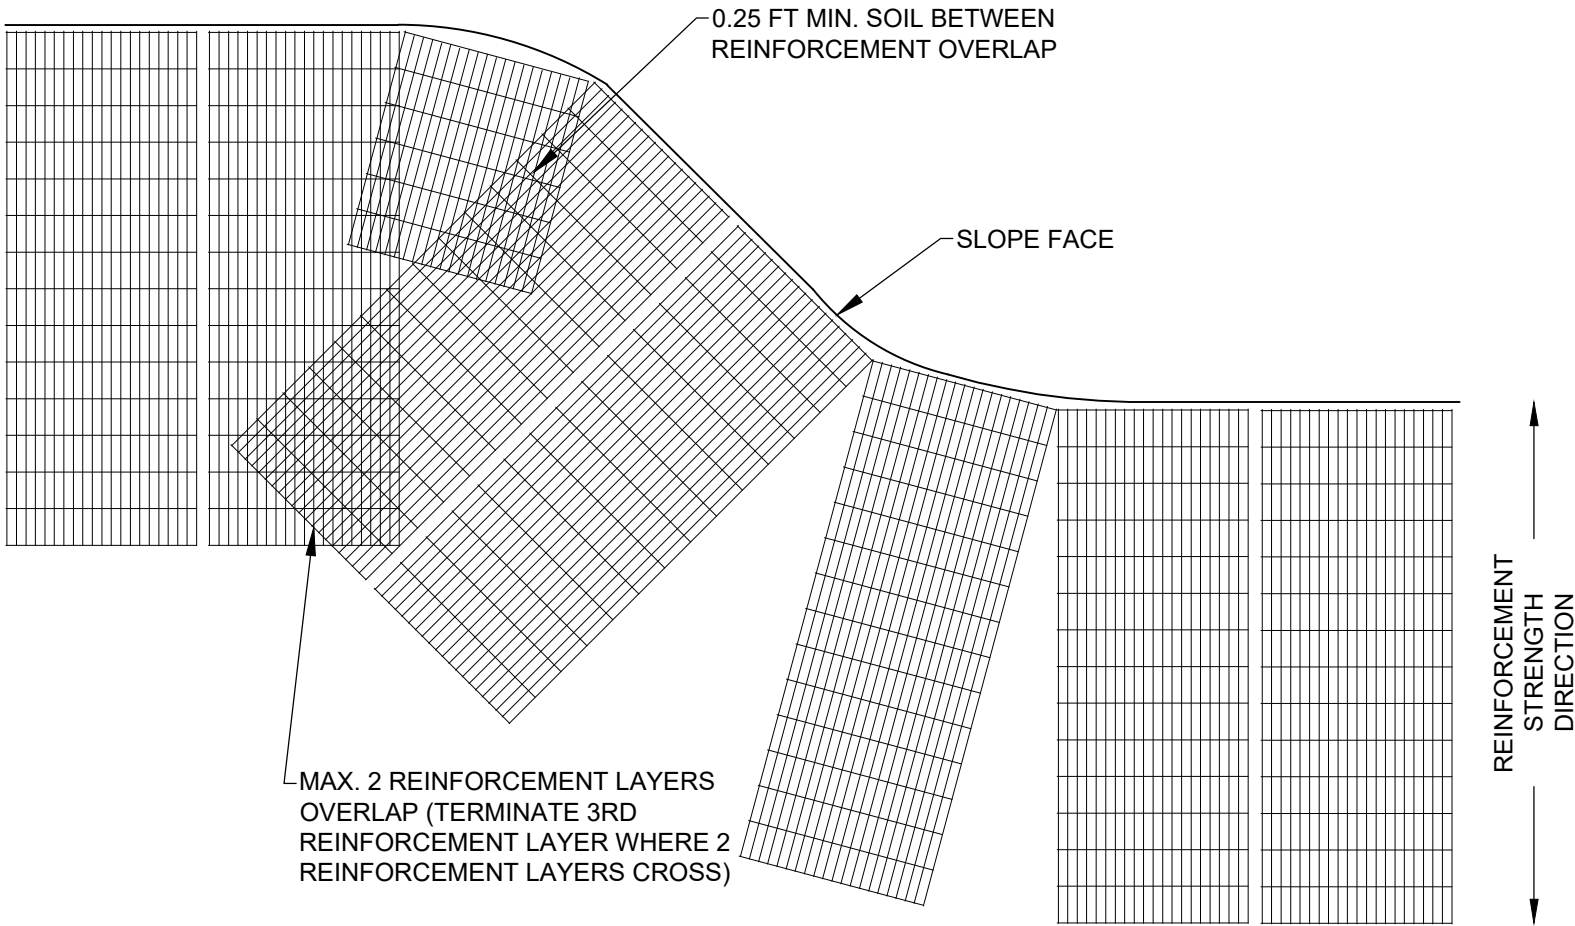 0.25 FT MIN. SOIL BETWEEN
REINFORCEMENT OVERLAP
SLOPE FACE
MAX. 2 REINFORCEMENT LAYERS
OVERLAP (TERMINATE 3RD
REINFORCEMENT LAYER WHERE 2
REINFORCEMENT LAYERS CROSS)
REINFORCEMENT
STRENGTH
DIRECTION